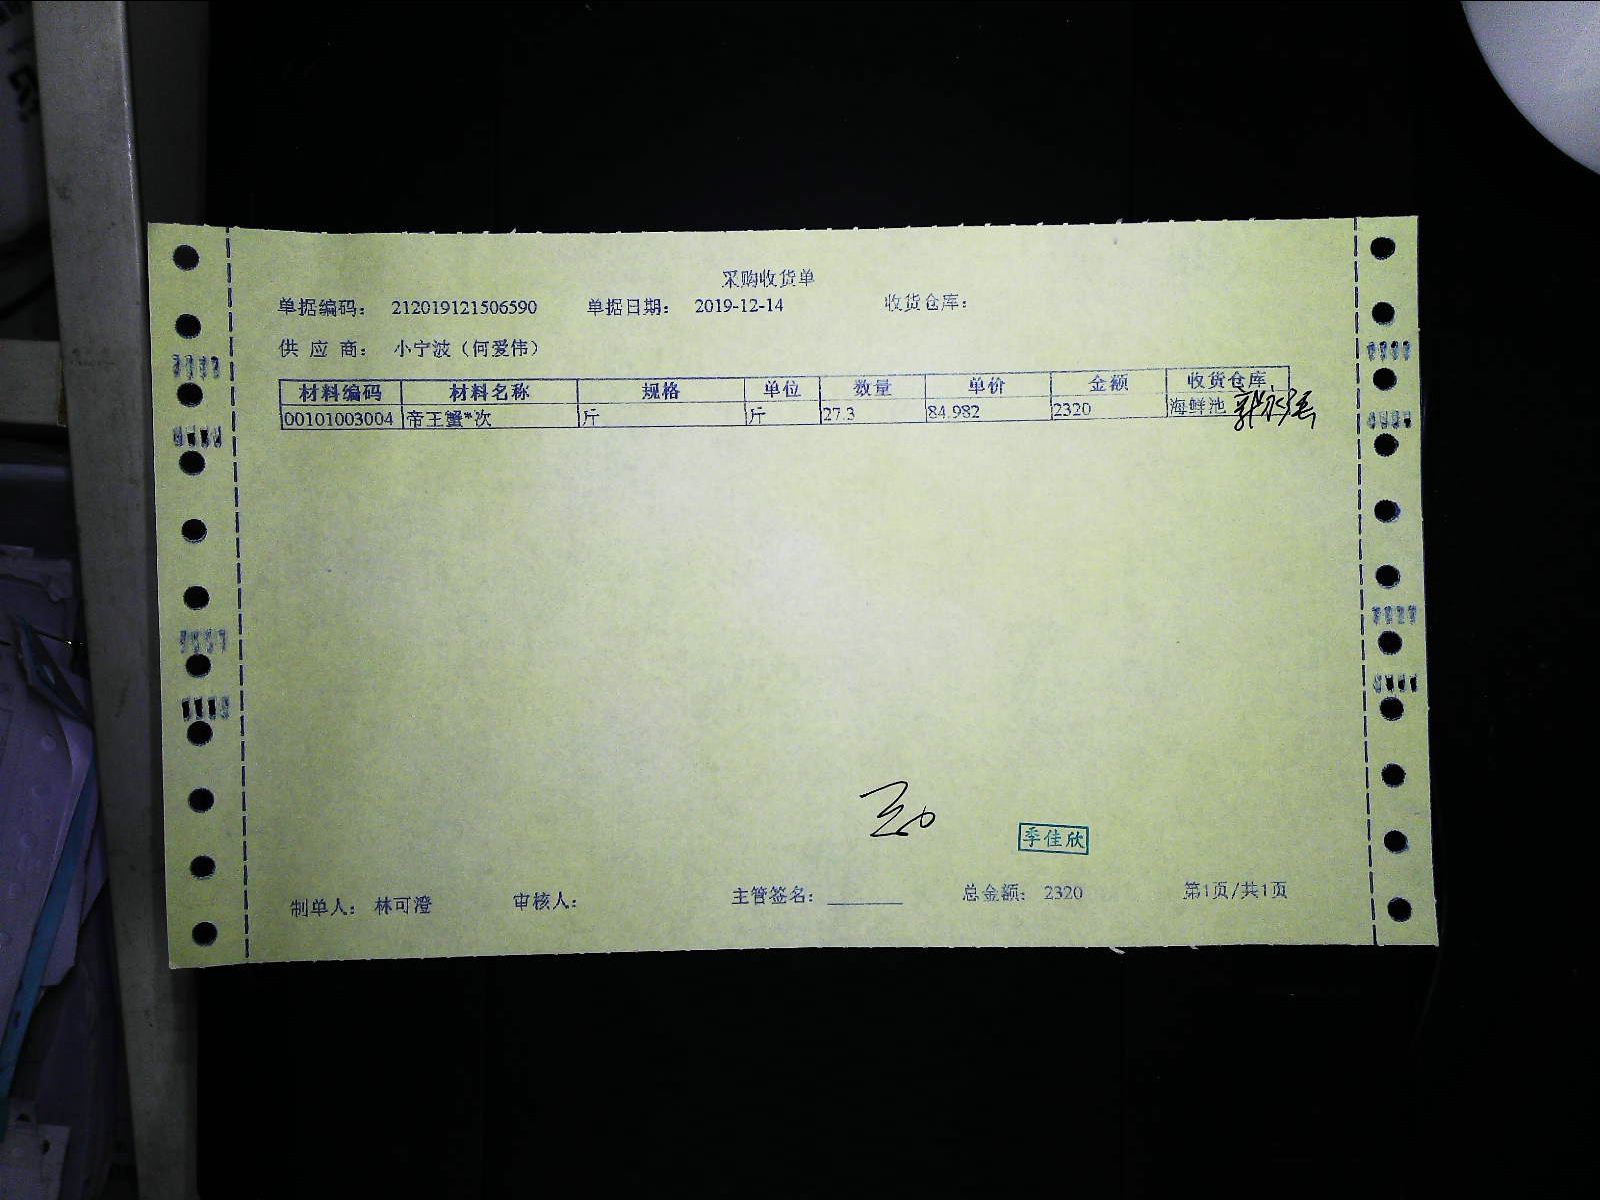 采购收货单
单据编码： 212019121506590 单据日期： 2019-12-14 收货仓库：
供 应 商： 小宁波（何爱伟）
材料编码 材料名称 规格 单位 数量 单价 金额 收货仓库
00101003004 帝王蟹*次 斤 斤 27.3 84.982 2320 海鲜池
季佳欣
制单人： 林可澄 审核人： 主管签名： 总金额： 2320 第1页/共1页